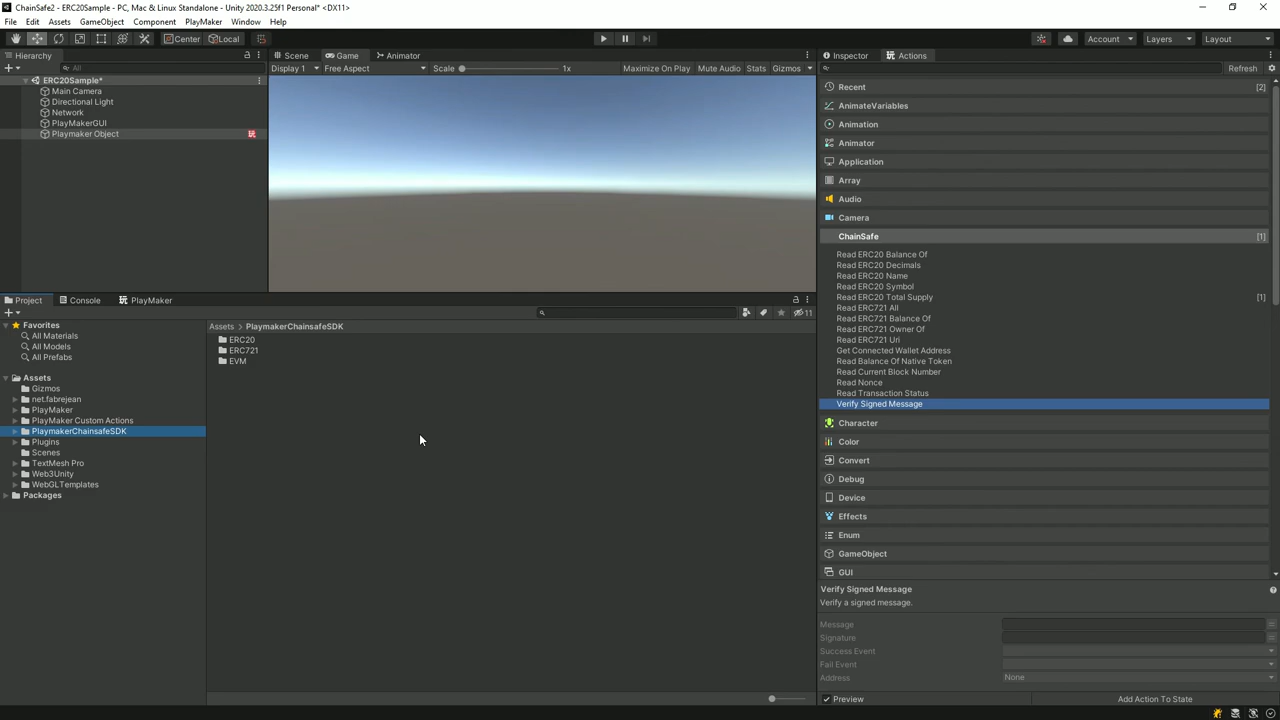 ChainSafe2 - ERC20Sample - PC, Mac & Linux Standalone - Unity 2020.3.25f1 Personal* <DX11>
File Edit Assets GameObject Component PlayMaker Window Help
Center Local Account Layers Layout
Hierarchy
All
ERC20Sample*
Main Camera
Directional Light
Network
PlayMakerGUI
Playmaker Object
Scene Game Animator
Display 1 Free Aspect Scale 1x Maximize On Play Mute Audio Stats Gizmos
Project Console PlayMaker
11
Favorites
All Materials
All Models
All Prefabs
Assets
Gizmos
net.fabrejean
PlayMaker
PlayMaker Custom Actions
PlaymakerChainsafeSDK
Plugins
Scenes
TextMesh Pro
Web3Unity
WebGLTemplates
Packages
Assets > PlaymakerChainsafeSDK
ERC20
ERC721
EVM
Inspector Actions
Refresh
Recent [2]
AnimateVariables
Animation
Animator
Application
Array
Audio
Camera
ChainSafe [1]
Read ERC20 Balance Of
Read ERC20 Decimals
Read ERC20 Name
Read ERC20 Symbol
Read ERC20 Total Supply [1]
Read ERC721 All
Read ERC721 Balance Of
Read ERC721 Owner Of
Read ERC721 Uri
Get Connected Wallet Address
Read Balance Of Native Token
Read Current Block Number
Read Nonce
Read Transaction Status
Verify Signed Message
Character
Color
Convert
Debug
Device
Effects
Enum
GameObject
GUI
Verify Signed Message
Verify a signed message.
Message
Signature
Success Event
Fail Event
Address None
Preview Add Action To State